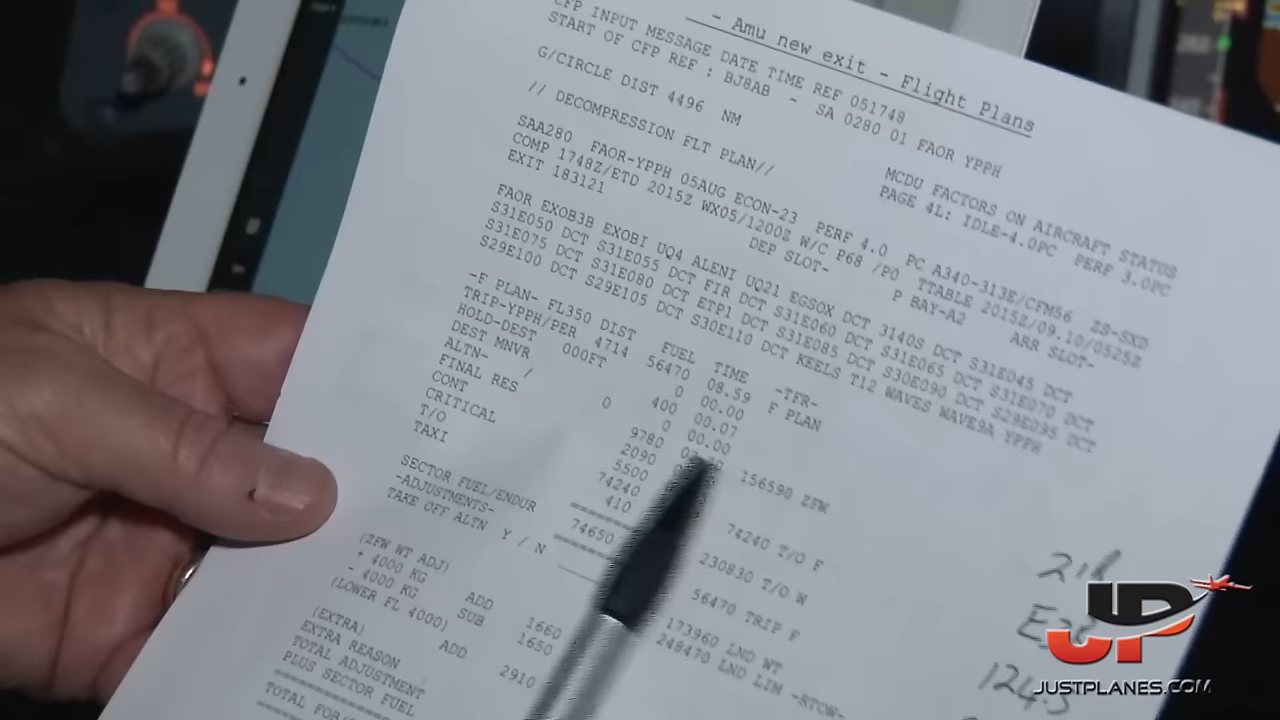 - Amu new exit - Flight Plans
CFP INPUT MESSAGE DATE TIME REF 051748
START OF CFP REF : BJ8AB - SA 0280 01 FAOR YPPH
G/CIRCLE DIST 4496 NM
MCDU FACTORS ON AIRCRAFT STATUS
PAGE 4L: IDLE-4.0PC PERF 3.0PC
// DECOMPRESSION FLT PLAN//
SAA280 FAOR-YPPH 05AUG ECON-23 PERF 4.0 PC A340-313E/CFM56 ZS-SXD
COMP 1748Z/ETD 2015Z WX05/1200Z W/C P68 /P0 TTABLE 2015Z/09.10/0525Z
EXIT 183121 DEP SLOT- P BAY-A2 ARR SLOT-
FAOR EXOB3B EXOBI UQ4 ALENI UQ21 EGSOX DCT 3140S DCT S31E045 DCT
S31E050 DCT S31E055 DCT FIR DCT S31E060 DCT S31E065 DCT S31E070 DCT
S31E075 DCT S31E080 DCT ETP1 DCT S31E085 DCT S30E090 DCT S29E095 DCT
S29E100 DCT S29E105 DCT S30E110 DCT KEELS T12 WAVES WAVE9A YPPH
-F PLAN- FL350 DIST FUEL TIME -TFR-
TRIP-YPPH/PER 4714 56470 08.59 F PLAN
HOLD-DEST 000FT 0 00.00
DEST MNVR 400 00.07
ALTN- / 0 0 00.00
FINAL RES 9780
CONT 2090 156590 ZFW
CRITICAL 5500
T/O 74240 74240 T/O F
TAXI 410
230830 T/O W
SECTOR FUEL/ENDUR 74650
-ADJUSTMENTS- 56470 TRIP F
TAKE OFF ALTN Y / N
173960 LND WT
(ZFW WT ADJ) 248470 LND LIM -RTOW-
+ 4000 KG ADD 1660
- 4000 KG SUB 1650
(LOWER FL 4000) ADD 2910
(EXTRA)
EXTRA REASON
TOTAL ADJUSTMENT
PLUS SECTOR FUEL
TOTAL FOB/
124.5
JP
JUSTPLANES.COM